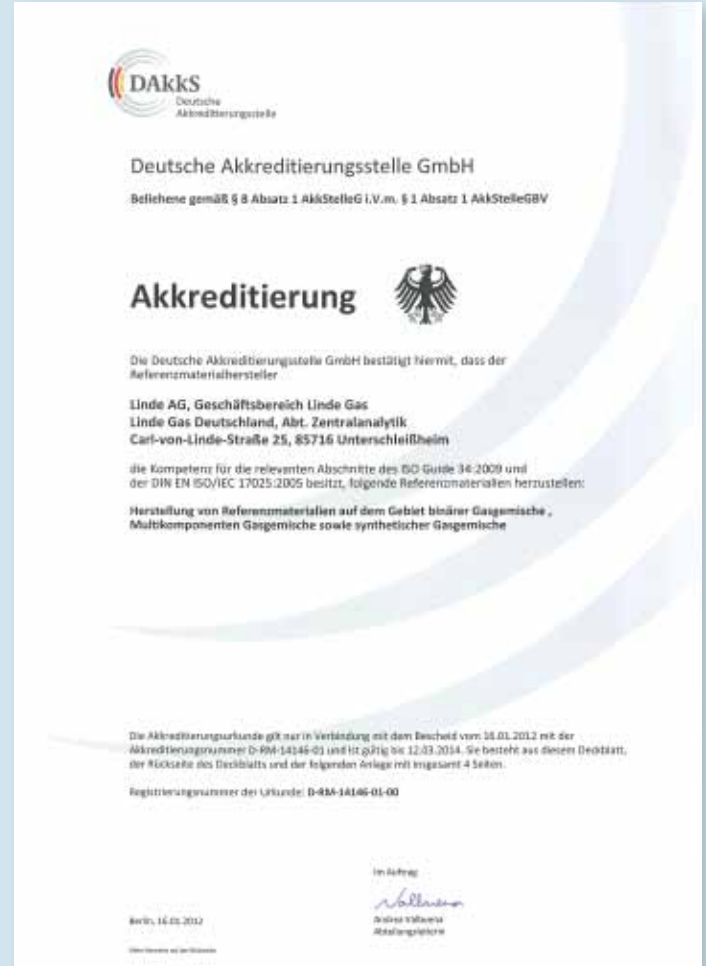 DAkkS
Deutsche
Akkreditierungsstelle
Deutsche Akkreditierungsstelle GmbH
Beliehene gemäß § 8 Absatz 1 AkkStelleG i.V.m. § 1 Absatz 1 AkkStelleGBV
Akkreditierung
Die Deutsche Akkreditierungsstelle GmbH bestätigt hiermit, dass der
Referenzmaterialhersteller
Linde AG, Geschäftsbereich Linde Gas
Linde Gas Deutschland, Abt. Zentralanalytik
Carl-von-Linde-Straße 25, 85716 Unterschleißheim
die Kompetenz für die relevanten Abschnitte des ISO Guide 34:2009 und
der DIN EN ISO/IEC 17025:2005 besitzt, folgende Referenzmaterialien herzustellen:
Herstellung von Referenzmaterialien auf dem Gebiet binärer Gasgemische ,
Multikomponenten Gasgemische sowie synthetischer Gasgemische
Die Akkreditierungsurkunde gilt nur in Verbindung mit dem Bescheid vom 16.01.2012 mit der
Akkreditierungsnummer D-RM-14146-01 und ist gültig bis 12.03.2014. Sie besteht aus diesem Deckblatt,
der Rückseite des Deckblatts und der folgenden Anlage mit insgesamt 4 Seiten.
Registrierungsnummer der Urkunde: D-RM-14146-01-00
Im Auftrag
Berlin, 16.01.2012
Andrea Valbuena
Abteilungsleiterin